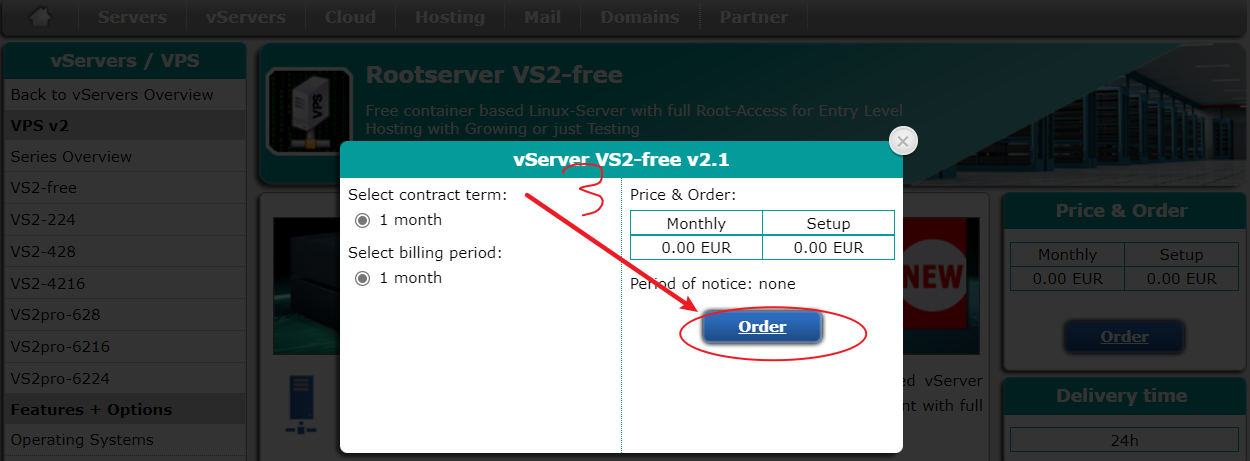 Servers vServers Cloud Hosting Mail Domains Partner
vServers / VPS
Back to vServers Overview
VPS v2
Series Overview
VS2-free
VS2-224
VS2-428
VS2-4216
VS2pro-628
VS2pro-6216
VS2pro-6224
Features + Options
Operating Systems
VPS
Rootserver VS2-free
Free container based Linux-Server with full Root-Access for Entry Level
Hosting with Growing or just Testing
vServer VS2-free v2.1
3
Select contract term:
1 month
Select billing period:
1 month
Price & Order:
Monthly Setup
0.00 EUR 0.00 EUR
Period of notice: none
Order
NEW
vServer
with full
Price & Order
Monthly Setup
0.00 EUR 0.00 EUR
Order
Delivery time
24h